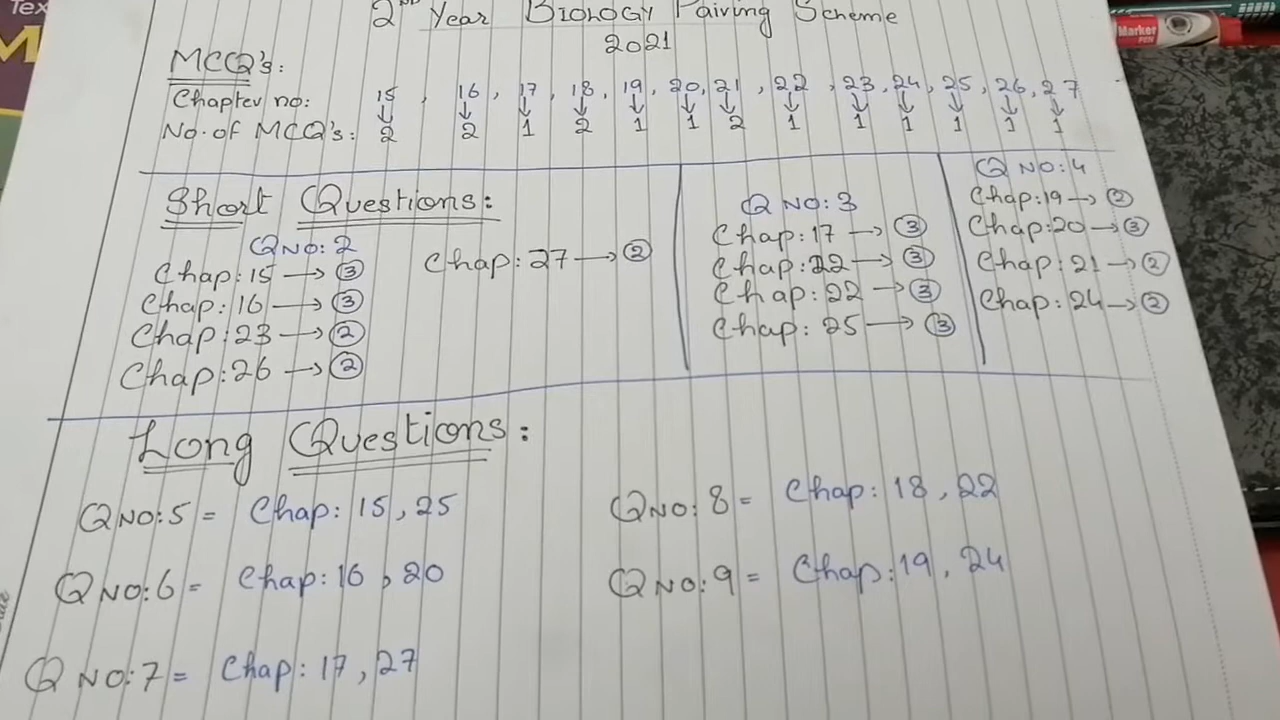 2nd Year Biology Pairing Scheme
2021
MCQ's:
Chapter no: 15, 16, 17, 18, 19, 20, 21, 22, 23, 24, 25, 26, 27
↓ ↓ ↓ ↓ ↓ ↓ ↓ ↓ ↓ ↓ ↓ ↓ ↓
No. of MCQ's: 2 2 1 2 1 1 2 1 1 1 1 1 1
Short Questions:
Q No: 2
Chap: 15 → 3
Chap: 16 → 3
Chap: 23 → 2
Chap: 26 → 2
Chap: 27 → 2
Q No: 3
Chap: 17 → 3
Chap: 22 → 3
Chap: 22 → 3
Chap: 25 → 3
Q No: 4
Chap: 19 → 2
Chap: 20 → 3
Chap: 21 → 2
Chap: 24 → 2
Long Questions:
Q No: 5 = Chap: 15, 25
Q No: 6 = Chap: 16, 20
Q No: 7 = Chap: 17, 27
Q No: 8 = Chap: 18, 22
Q No: 9 = Chap: 19, 24
Marker
PEN
Tex
M